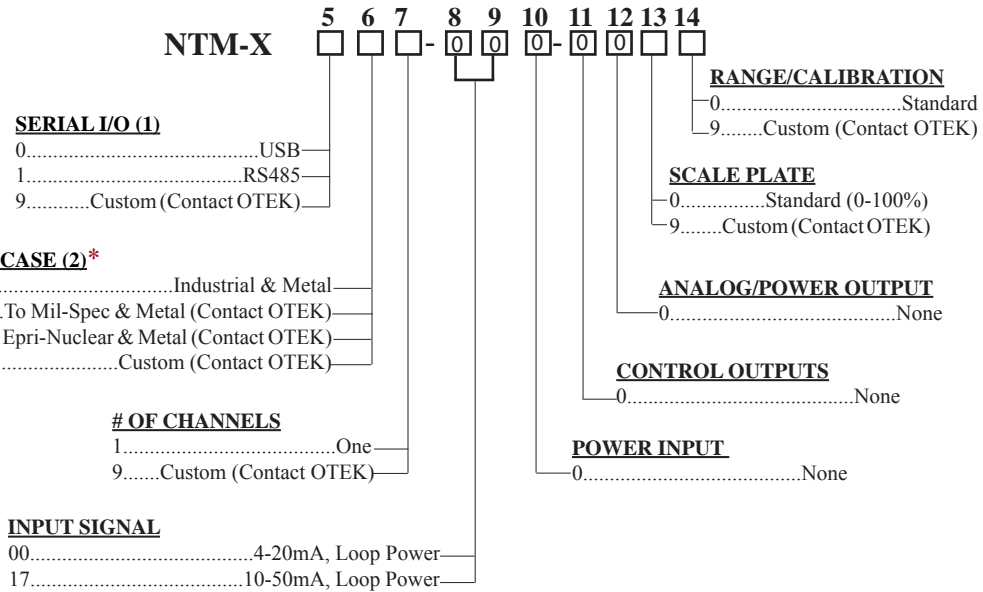 5 6 7 8 9 10 11 12 13 14
NTM-X - 0 0 0 - 0 0
RANGE/CALIBRATION
0..................................Standard
9........Custom (Contact OTEK)
SERIAL I/O (1)
0............................................USB
1.........................................RS485
9............Custom (Contact OTEK)
SCALE PLATE
0................Standard (0-100%)
9........Custom (Contact OTEK)
CASE (2)*
.................................Industrial & Metal
.To Mil-Spec & Metal (Contact OTEK)
Epri-Nuclear & Metal (Contact OTEK)
......................Custom (Contact OTEK)
ANALOG/POWER OUTPUT
0...........................................None
CONTROL OUTPUTS
0...........................................None
# OF CHANNELS
1........................................One
9.......Custom (Contact OTEK)
POWER INPUT
0.........................................None
INPUT SIGNAL
00..........................................4-20mA, Loop Power
17........................................10-50mA, Loop Power